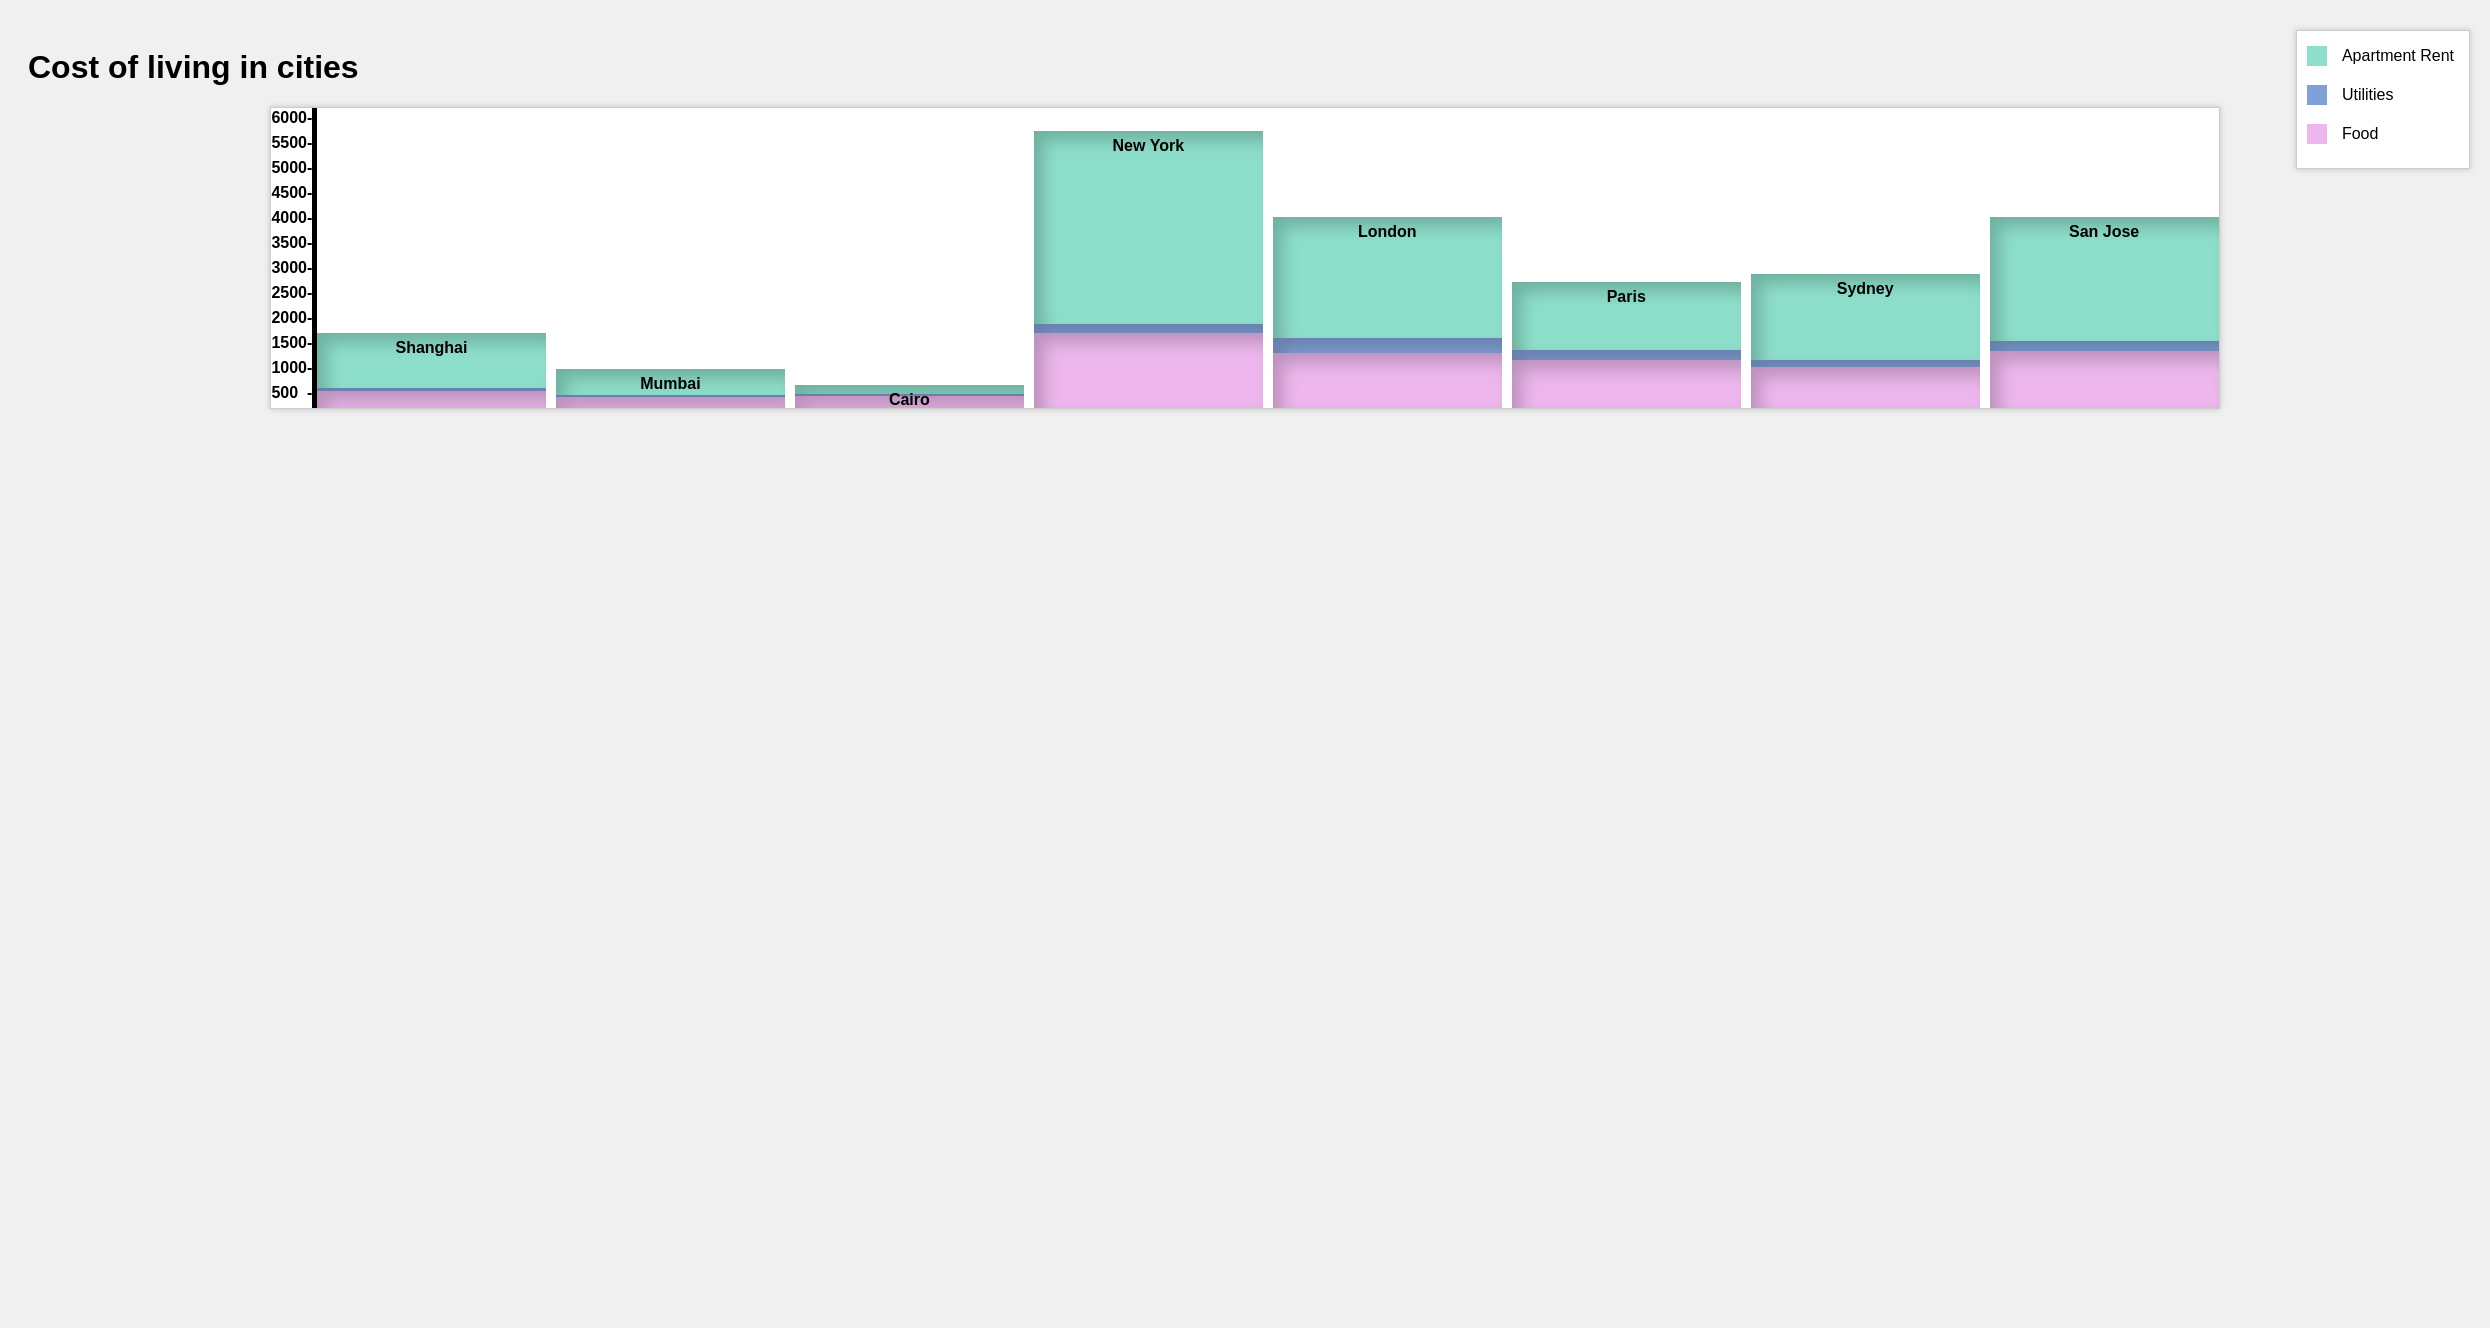 Cost of living in cities
Apartment Rent
Utilities
Food
6000-
5500-
5000-
4500-
4000-
3500-
3000-
2500-
2000-
1500-
1000-
500 -
Shanghai
Mumbai
Cairo
New York
London
Paris
Sydney
San Jose